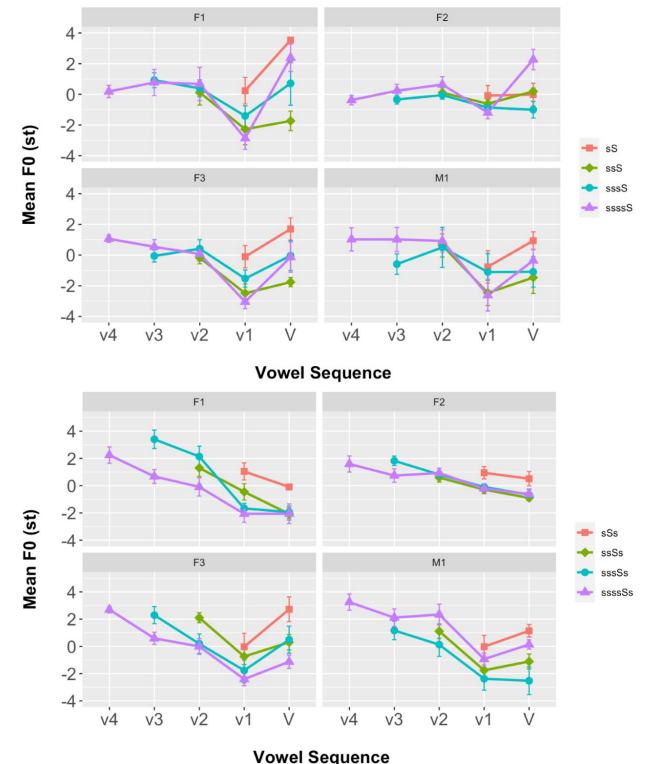 F1 F2
4
2
0
-2
-4
F3 M1
4
2
0
-2
-4
v4 v3 v2 v1 V v4 v3 v2 v1 V
Mean F0 (st)
Vowel Sequence
sS
ssS
sssS
ssssS
F1 F2
4
2
0
-2
-4
F3 M1
4
2
0
-2
-4
v4 v3 v2 v1 V v4 v3 v2 v1 V
Mean F0 (st)
Vowel Sequence
sSs
ssSs
sssSs
ssssSs